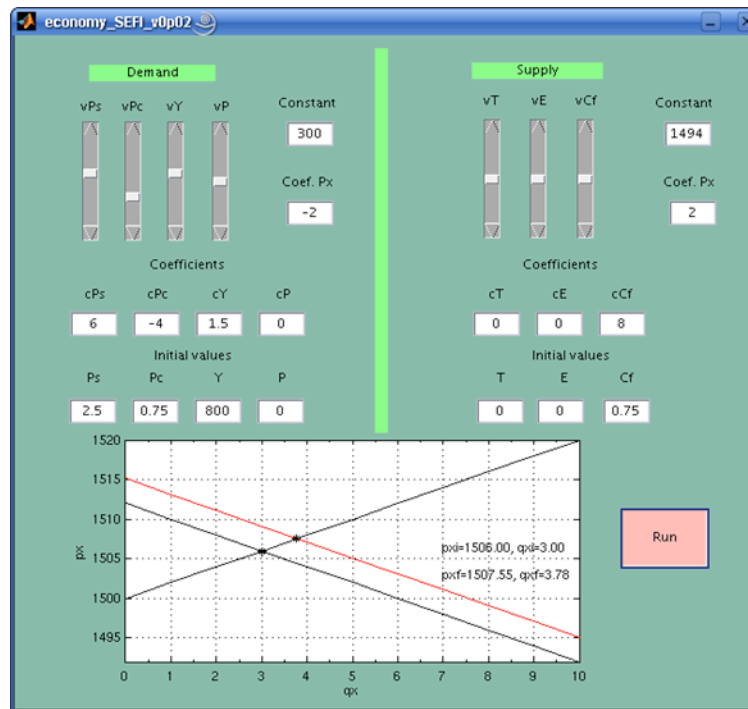 economy_SEFI_v0p02
Demand
vPs vPc vY vP
Constant
300
Coef. Px
-2
Coefficients
cPs cPc cY cP
6 -4 1.5 0
Initial values
Ps Pc Y P
2.5 0.75 800 0
Supply
vT vE vCf
Constant
1494
Coef. Px
2
Coefficients
cT cE cCf
0 0 8
Initial values
T E Cf
0 0 0.75
1520
1515
1510
1505
1500
1495
px
pxi=1506.00, qxi=3.00
pxf=1507.55, qxf=3.78
0 1 2 3 4 5 6 7 8 9 10
qx
Run